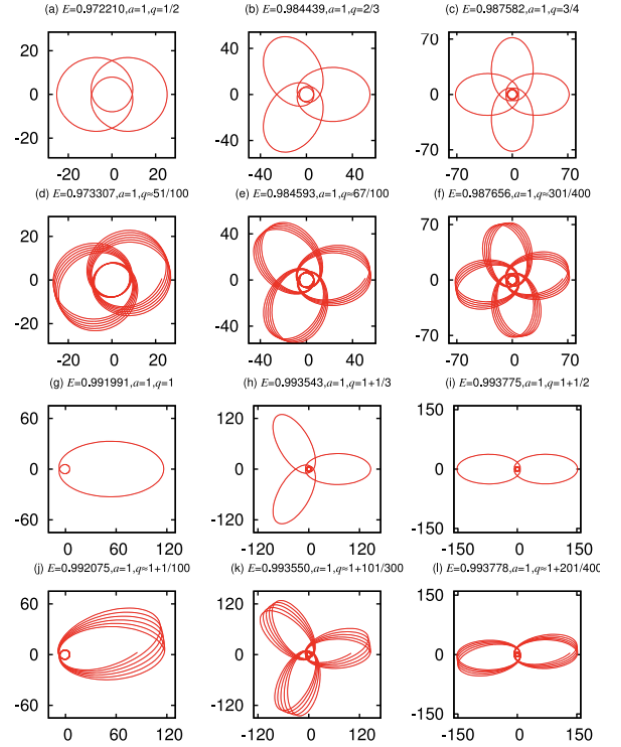 (a) E=0.972210,a=1,q=1/2
20
0
-20
-20 0 20
(b) E=0.984439,a=1,q=2/3
40
0
-40
-40 0 40
(c) E=0.987582,a=1,q=3/4
70
0
-70
-70 0 70
(d) E=0.973307,a=1,q≈51/100
20
0
-20
-20 0 20
(e) E=0.984593,a=1,q≈67/100
40
0
-40
-40 0 40
(f) E=0.987656,a=1,q≈301/400
70
0
-70
-70 0 70
(g) E=0.991991,a=1,q=1
60
0
-60
0 60 120
(h) E=0.993543,a=1,q=1+1/3
120
0
-120
-120 0 120
(i) E=0.993775,a=1,q=1+1/2
150
0
-150
-150 0 150
(j) E=0.992075,a=1,q≈1+1/100
60
0
-60
0 60 120
(k) E=0.993550,a=1,q≈1+101/300
120
0
-120
-120 0 120
(l) E=0.993778,a=1,q≈1+201/400
150
0
-150
-150 0 150